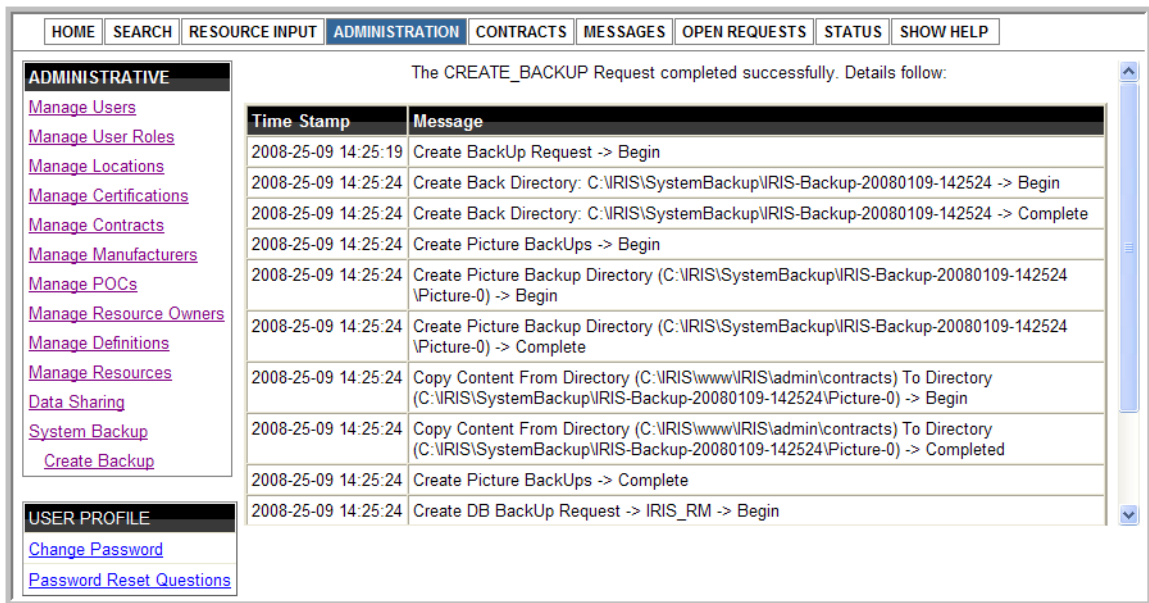 HOME SEARCH RESOURCE INPUT ADMINISTRATION CONTRACTS MESSAGES OPEN REQUESTS STATUS SHOW HELP
ADMINISTRATIVE
Manage Users
Manage User Roles
Manage Locations
Manage Certifications
Manage Contracts
Manage Manufacturers
Manage POCs
Manage Resource Owners
Manage Definitions
Manage Resources
Data Sharing
System Backup
Create Backup
USER PROFILE
Change Password
Password Reset Questions
The CREATE_BACKUP Request completed successfully. Details follow:
Time Stamp Message
2008-25-09 14:25:19 Create BackUp Request -> Begin
2008-25-09 14:25:24 Create Back Directory: C:\IRIS\SystemBackup\IRIS-Backup-20080109-142524 -> Begin
2008-25-09 14:25:24 Create Back Directory: C:\IRIS\SystemBackup\IRIS-Backup-20080109-142524 -> Complete
2008-25-09 14:25:24 Create Picture BackUps -> Begin
2008-25-09 14:25:24 Create Picture Backup Directory (C:\IRIS\SystemBackup\IRIS-Backup-20080109-142524
\Picture-0) -> Begin
2008-25-09 14:25:24 Create Picture Backup Directory (C:\IRIS\SystemBackup\IRIS-Backup-20080109-142524
\Picture-0) -> Complete
2008-25-09 14:25:24 Copy Content From Directory (C:\IRIS\www\IRIS\admin\contracts) To Directory
(C:\IRIS\SystemBackup\IRIS-Backup-20080109-142524\Picture-0) -> Begin
2008-25-09 14:25:24 Copy Content From Directory (C:\IRIS\www\IRIS\admin\contracts) To Directory
(C:\IRIS\SystemBackup\IRIS-Backup-20080109-142524\Picture-0) -> Completed
2008-25-09 14:25:24 Create Picture BackUps -> Complete
2008-25-09 14:25:24 Create DB BackUp Request -> IRIS_RM -> Begin